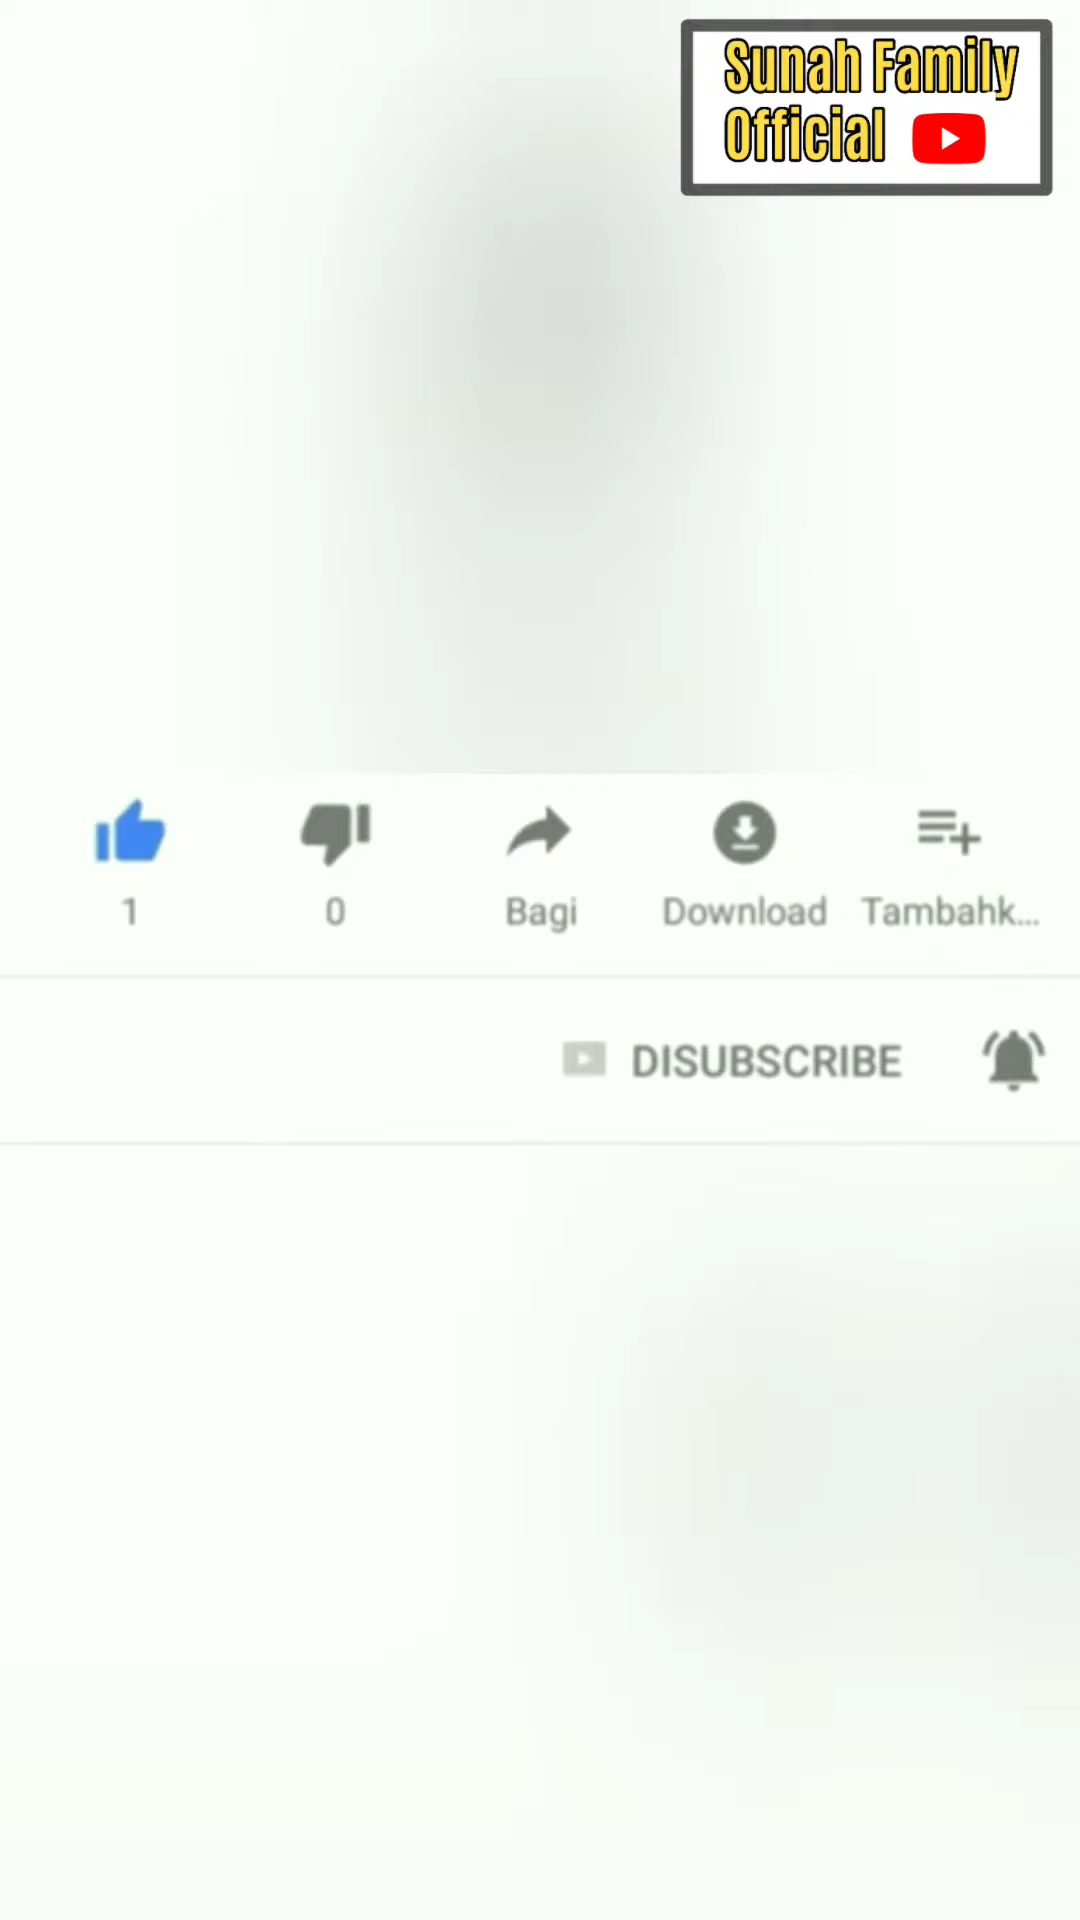 Sunah Family
Official
1
0
Bagi
Download
Tambahk...
DISUBSCRIBE